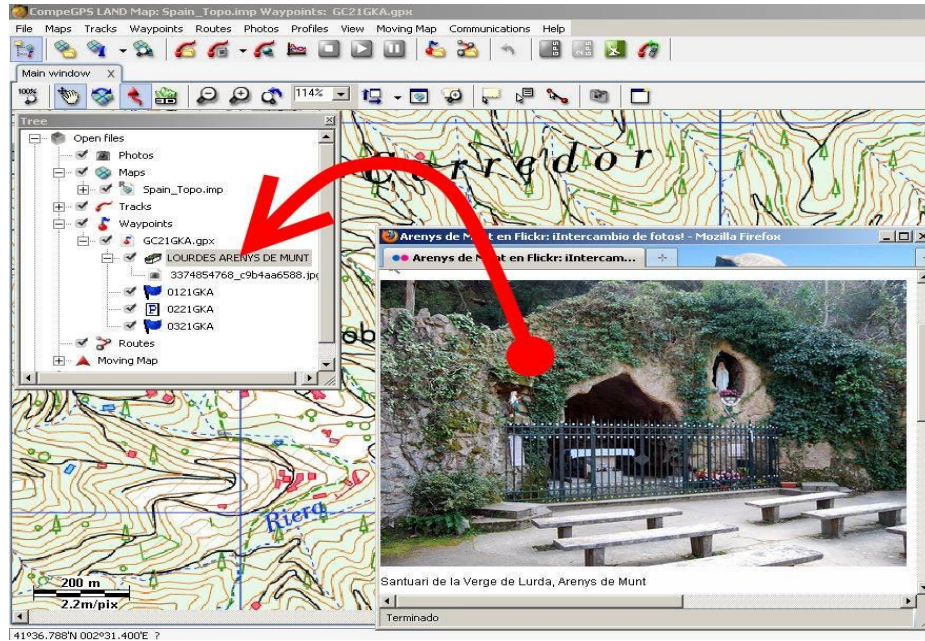 CompeGPS LAND Map: Spain_Topo.imp Waypoints: GC21GKA.gpx
File Maps Tracks Waypoints Routes Photos Profiles View Moving Map Communications Help
Main window X
100% 114%
Tree
Open files
Photos
Maps
Spain_Topo.imp
Tracks
Waypoints
GC21GKA.gpx
LOURDES ARENYS DE MUNT
3374854768_c9b4aa6588.jpg
0121GKA
P 0221GKA
0321GKA
Routes
Moving Map
Corredor
ob
Arenys de Munt en Flickr: ¡Intercambio de fotos! - Mozilla Firefox
Arenys de Munt en Flickr: ¡Intercam...
Santuari de la Verge de Lurda, Arenys de Munt
Terminado
Riera
200 m
2.2m/pix
41º36.788'N 002º31.400'E ?